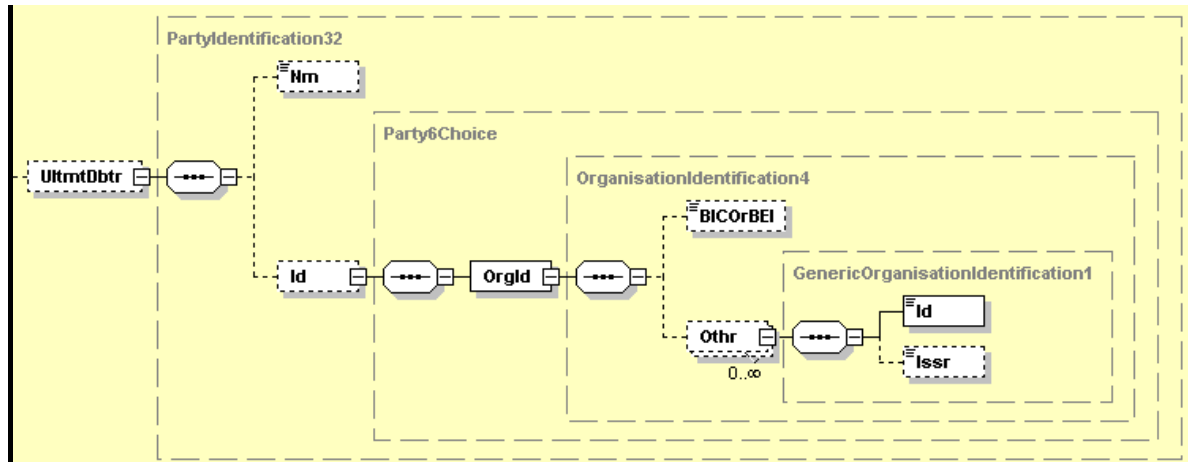 PartyIdentification32
Nm
Party6Choice
UltmtDbtr
OrganisationIdentification4
BICOrBEI
GenericOrganisationIdentification1
Id
OrgId
Id
Othr
Issr
0..∞